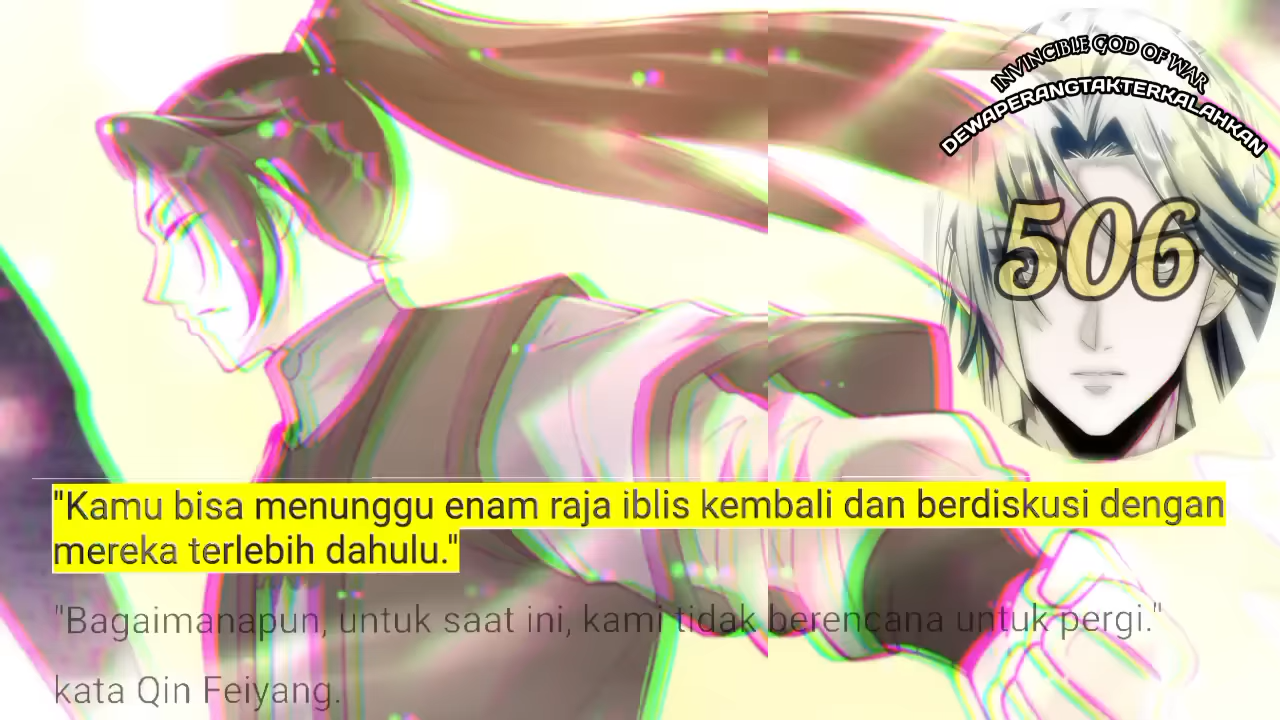 INVINCIBLE GOD OF WAR
DEWAPERANGTAKTERKALAHKAN
506
"Kamu bisa menunggu enam raja iblis kembali dan berdiskusi dengan
mereka terlebih dahulu."
"Bagaimanapun, untuk saat ini, kami tidak berencana untuk pergi."
kata Qin Feiyang.